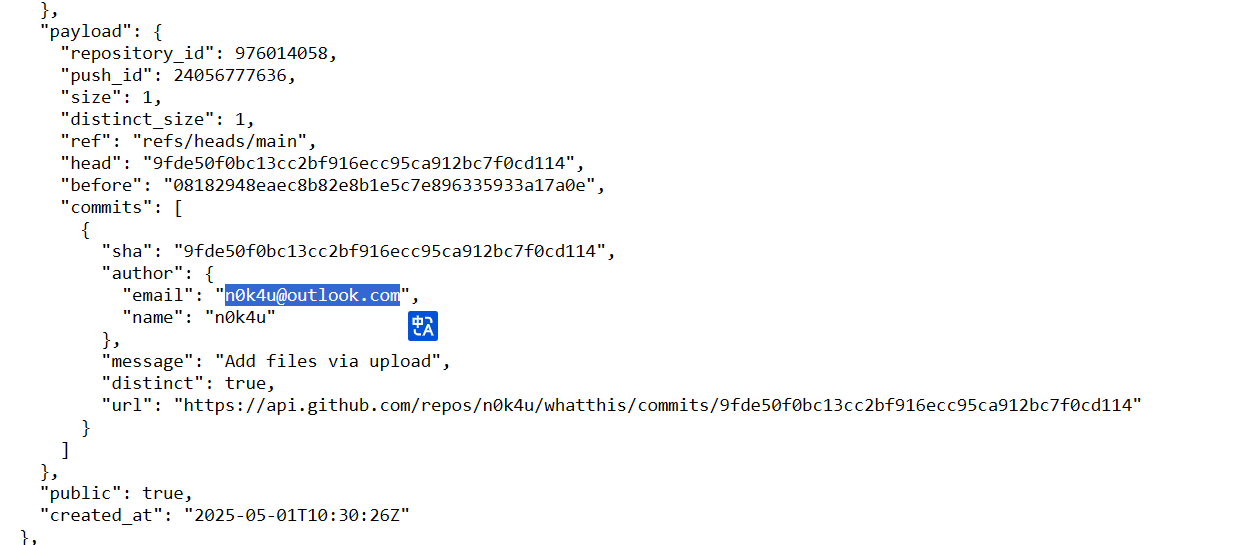 },
"payload": {
"repository_id": 976014058,
"push_id": 24056777636,
"size": 1,
"distinct_size": 1,
"ref": "refs/heads/main",
"head": "9fde50f0bc13cc2bf916ecc95ca912bc7f0cd114",
"before": "08182948eaec8b82e8b1e5c7e896335933a17a0e",
"commits": [
{
"sha": "9fde50f0bc13cc2bf916ecc95ca912bc7f0cd114",
"author": {
"email": "n0k4u@outlook.com",
"name": "n0k4u"
中A
},
"message": "Add files via upload",
"distinct": true,
"url": "https://api.github.com/repos/n0k4u/whatthis/commits/9fde50f0bc13cc2bf916ecc95ca912bc7f0cd114"
}
]
},
"public": true,
"created_at": "2025-05-01T10:30:26Z"
},